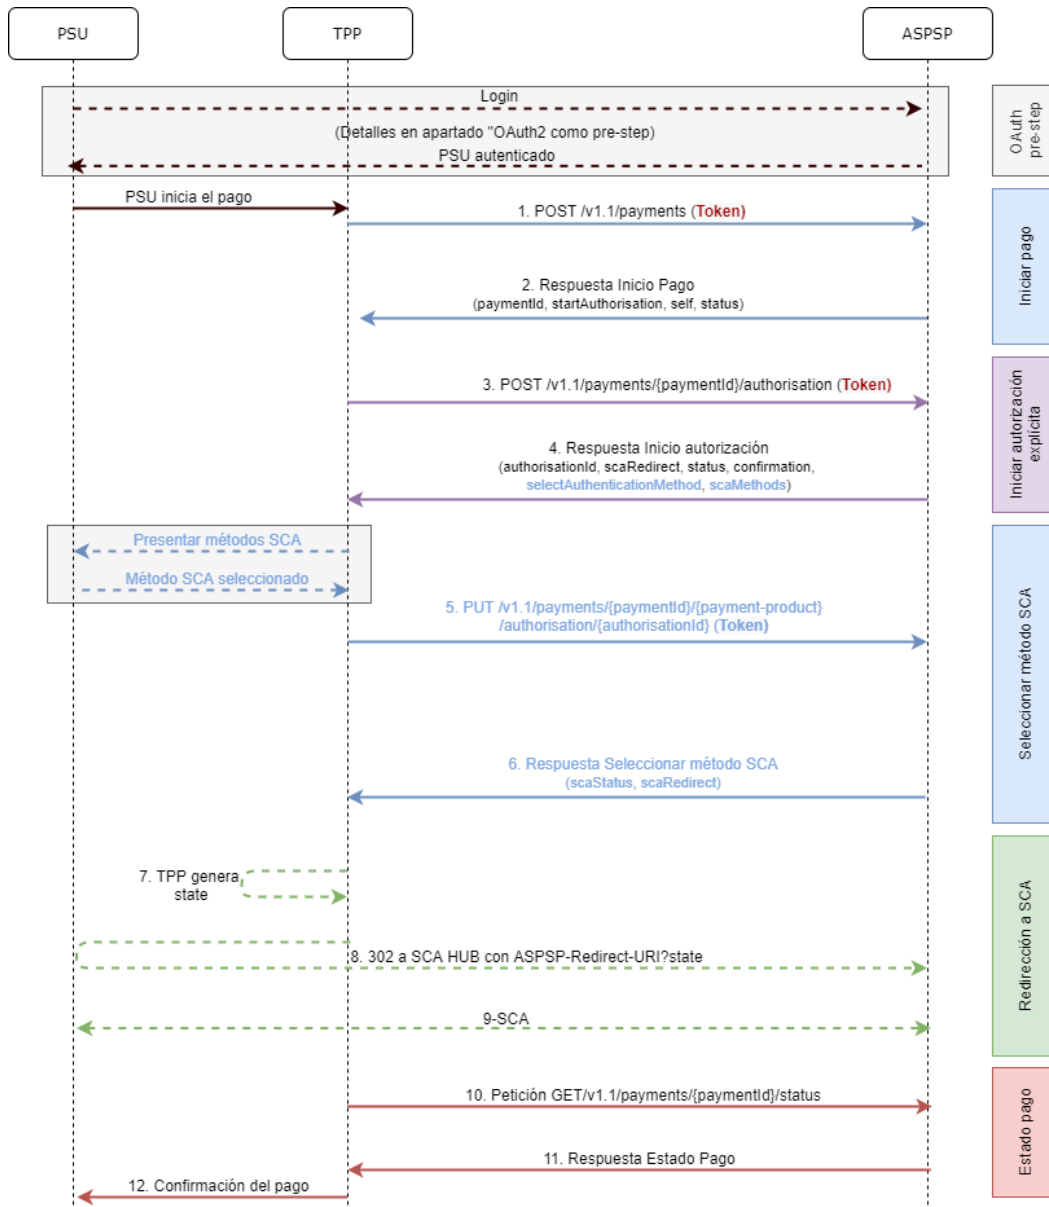 PSU
TPP
ASPSP
Login
(Detalles en apartado "OAuth2 como pre-step)
PSU autenticado
OAuth
pre-step
PSU inicia el pago
1. POST /v1.1/payments (Token)
2. Respuesta Inicio Pago
(paymentId, startAuthorisation, self, status)
Iniciar pago
3. POST /v1.1/payments/{paymentId}/authorisation (Token)
4. Respuesta Inicio autorización
(authorisationId, scaRedirect, status, confirmation,
selectAuthenticationMethod, scaMethods)
Iniciar autorización
explícita
Presentar métodos SCA
Método SCA seleccionado
5. PUT /v1.1/payments/{paymentId}/{payment-product}
/authorisation/{authorisationId} (Token)
6. Respuesta Seleccionar método SCA
(scaStatus, scaRedirect)
Seleccionar método SCA
7. TPP genera
state
8. 302 a SCA HUB con ASPSP-Redirect-URI?state
9-SCA
Redirección a SCA
10. Petición GET/v1.1/payments/{paymentId}/status
11. Respuesta Estado Pago
12. Confirmación del pago
Estado pago